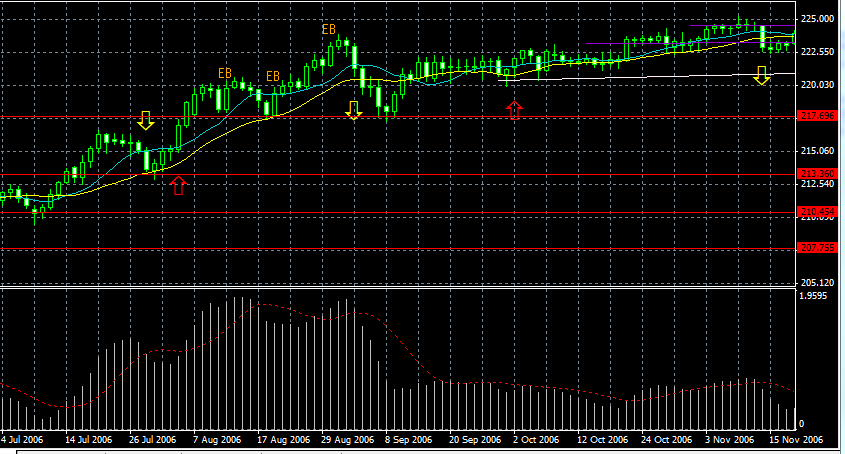 EB
EB
EB
225.000
222.550
220.030
217.696
215.060
212.540
210.454
207.755
205.120
1.9595
0
4 Jul 2006
14 Jul 2006
26 Jul 2006
7 Aug 2006
17 Aug 2006
29 Aug 2006
8 Sep 2006
20 Sep 2006
2 Oct 2006
12 Oct 2006
24 Oct 2006
3 Nov 2006
15 Nov 2006